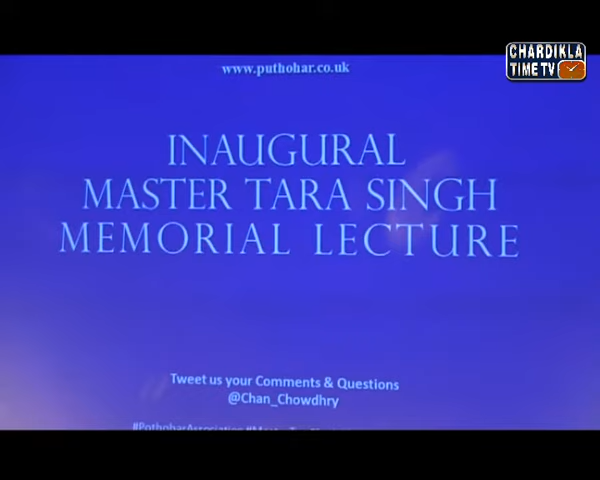 CHARDIKLA
TIME TV
www.puthohar.co.uk
INAUGURAL
MASTER TARA SINGH
MEMORIAL LECTURE
Tweet us your Comments & Questions
@Chan_Chowdhry
#PothoharAssociation